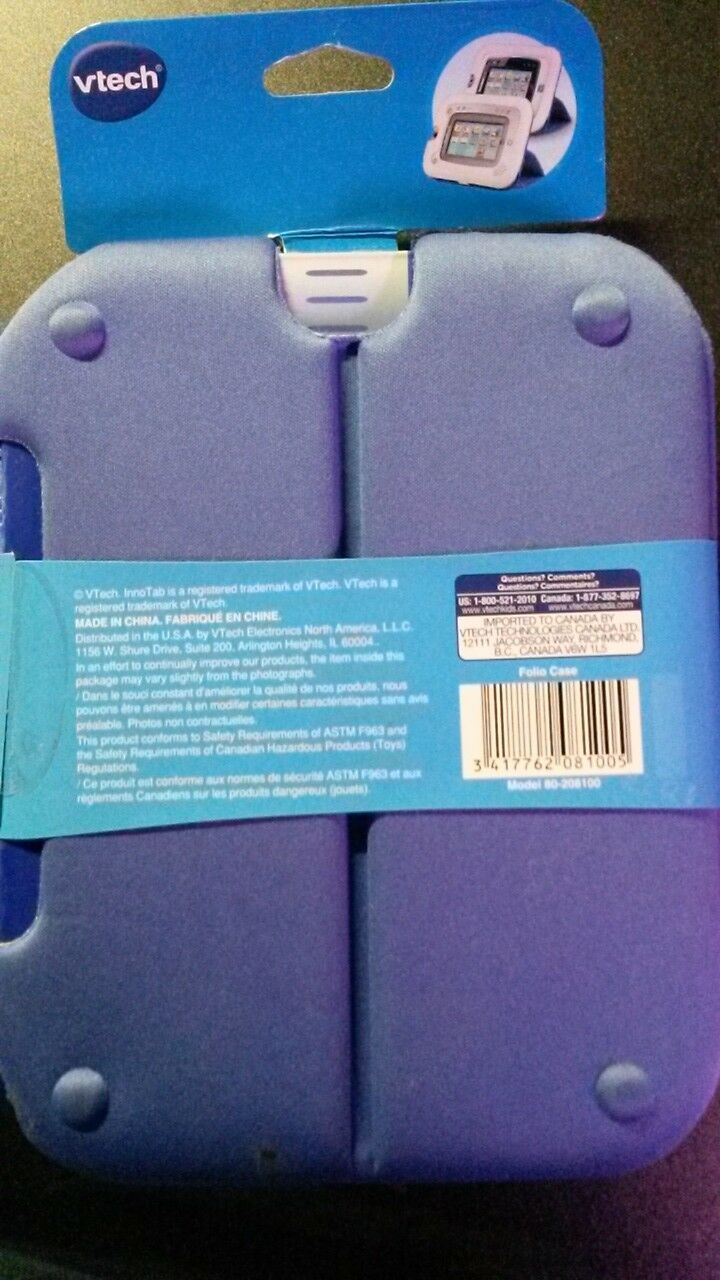 vtech®
© VTech. InnoTab is a registered trademark of VTech. VTech is a
registered trademark of VTech.
MADE IN CHINA. FABRIQUÉ EN CHINE.
Distributed in the U.S.A. by VTech Electronics North America, L.L.C.
1156 W. Shure Drive, Suite 200, Arlington Heights, IL 60004.
In an effort to continually improve our products, the item inside this
package may vary slightly from the photographs.
/ Dans le souci constant d'améliorer la qualité de nos produits, nous
pouvons être amenés à en modifier certaines caractéristiques sans avis
préalable. Photos non contractuelles.
This product conforms to Safety Requirements of ASTM F963 and
the Safety Requirements of Canadian Hazardous Products (Toys)
Regulations.
/ Ce produit est conforme aux normes de sécurité ASTM F963 et aux
règlements Canadiens sur les produits dangereux (jouets).
Questions? Comments?
Questions? Commentaires?
US: 1-800-521-2010 Canada: 1-877-352-8697
www.vtechkids.com www.vtechcanada.com
IMPORTED TO CANADA BY
VTECH TECHNOLOGIES CANADA LTD.
12111 JACOBSON WAY, RICHMOND,
B.C., CANADA V6W 1L5
Folio Case
3 417762 081005
Model 80-208100